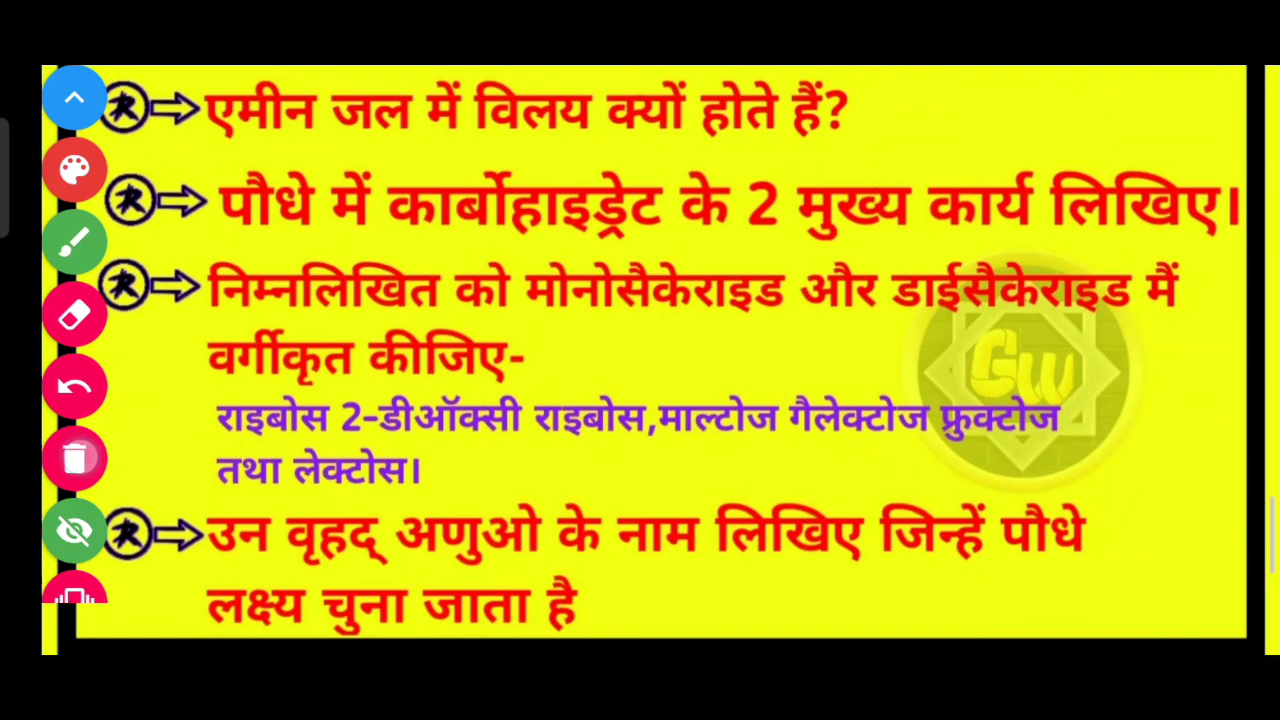 एमीन जल में विलय क्यों होते हैं?
पौधे में कार्बोहाइड्रेट के 2 मुख्य कार्य लिखिए।
निम्नलिखित को मोनोसैकेराइड और डाईसैकेराइड मैं
वर्गीकृत कीजिए-
राइबोस 2-डीऑक्सी राइबोस,माल्टोज गैलेक्टोज फ्रुक्टोज
तथा लेक्टोस।
GW
उन वृहद् अणुओ के नाम लिखिए जिन्हें पौधे
लक्ष्य चुना जाता है